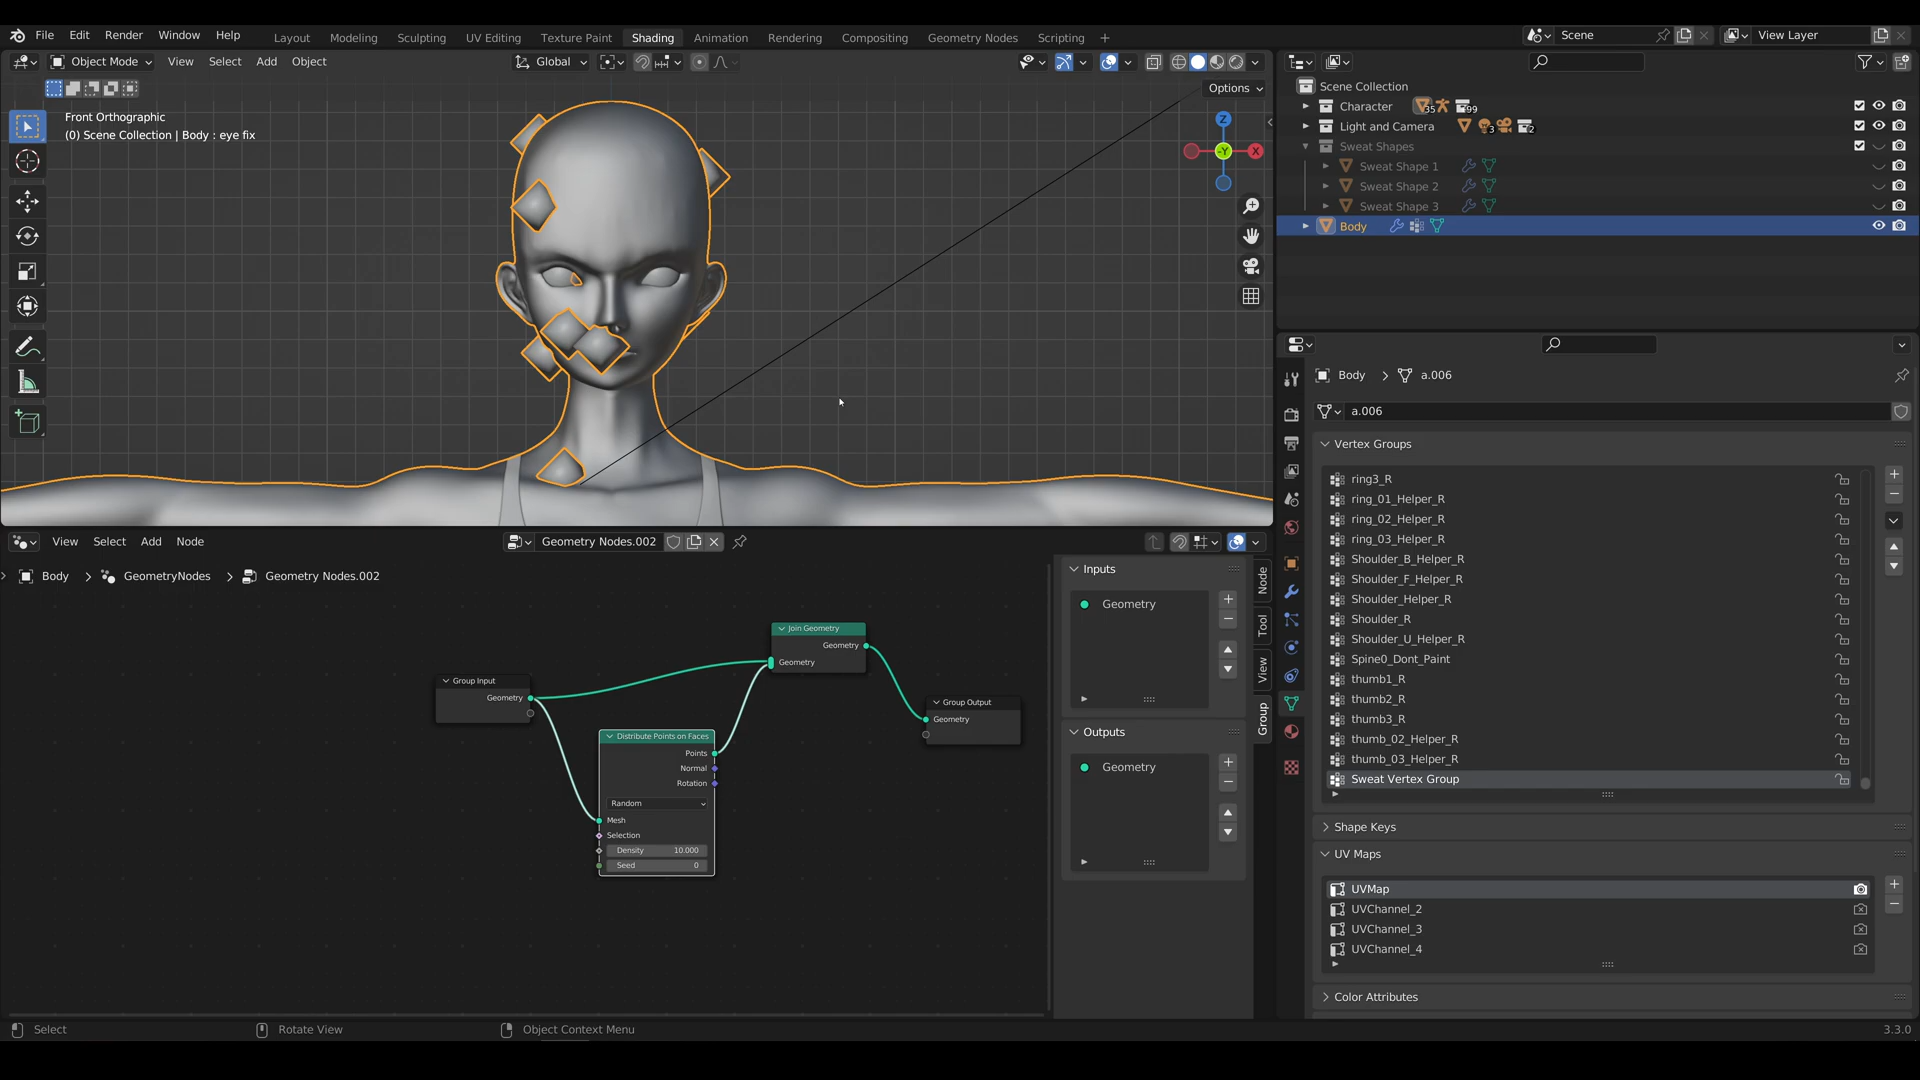 File Edit Render Window Help Layout Modeling Sculpting UV Editing Texture Paint Shading Animation Rendering Compositing Geometry Nodes Scripting + Scene View Layer
Object Mode View Select Add Object Global
Options
Front Orthographic
(0) Scene Collection | Body : eye fix
Z
-Y X
Scene Collection
Character 35 99
Light and Camera 3 2
Sweat Shapes
Sweat Shape 1
Sweat Shape 2
Sweat Shape 3
Body
Body > a.006
a.006
Vertex Groups
ring3_R
ring_01_Helper_R
ring_02_Helper_R
ring_03_Helper_R
Shoulder_B_Helper_R
Shoulder_F_Helper_R
Shoulder_Helper_R
Shoulder_R
Shoulder_U_Helper_R
Spine0_Dont_Paint
thumb1_R
thumb2_R
thumb3_R
thumb_02_Helper_R
thumb_03_Helper_R
Sweat Vertex Group
Shape Keys
UV Maps
UVMap
UVChannel_2
UVChannel_3
UVChannel_4
Color Attributes
View Select Add Node Geometry Nodes.002
Body > GeometryNodes > Geometry Nodes.002
Group Input
Geometry
Distribute Points on Faces
Points
Normal
Rotation
Random
Mesh
Selection
Density 10.000
Seed 0
Join Geometry
Geometry
Geometry
Group Output
Geometry
Inputs
Geometry
Outputs
Geometry
Node
Tool
View
Group
Select Rotate View Object Context Menu 3.3.0